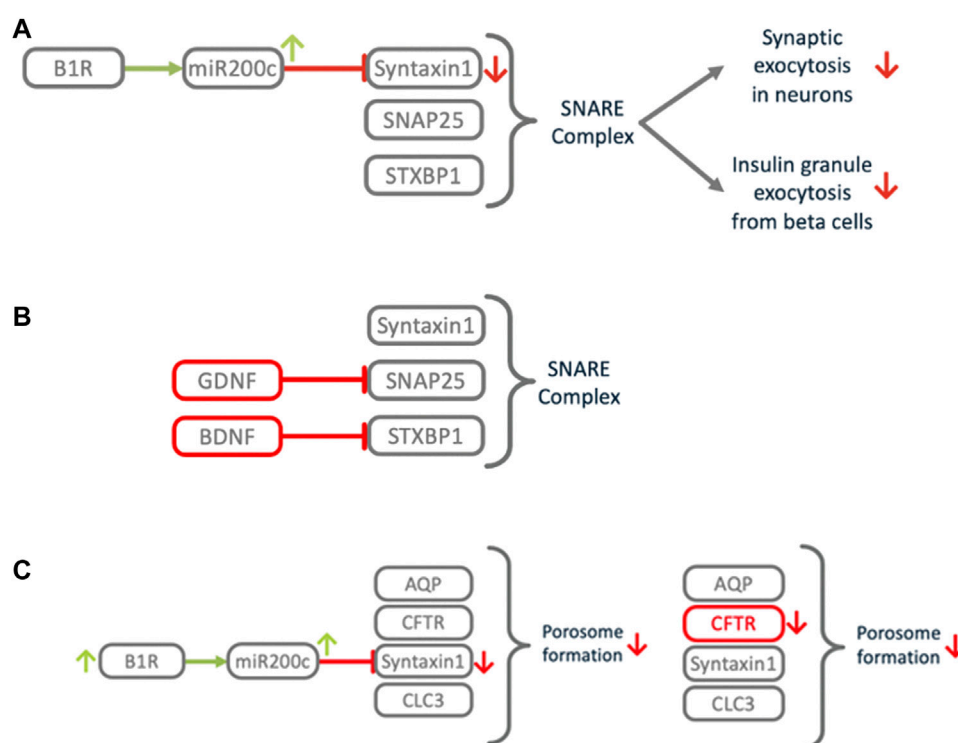 A
B1R
miR200c
Syntaxin1
SNAP25
STXBP1
SNARE
Complex
Synaptic
exocytosis
in neurons
Insulin granule
exocytosis
from beta cells
B
Syntaxin1
GDNF
SNAP25
BDNF
STXBP1
SNARE
Complex
C
AQP
CFTR
B1R
miR200c
Syntaxin1
CLC3
Porosome
formation
AQP
CFTR
Syntaxin1
CLC3
Porosome
formation